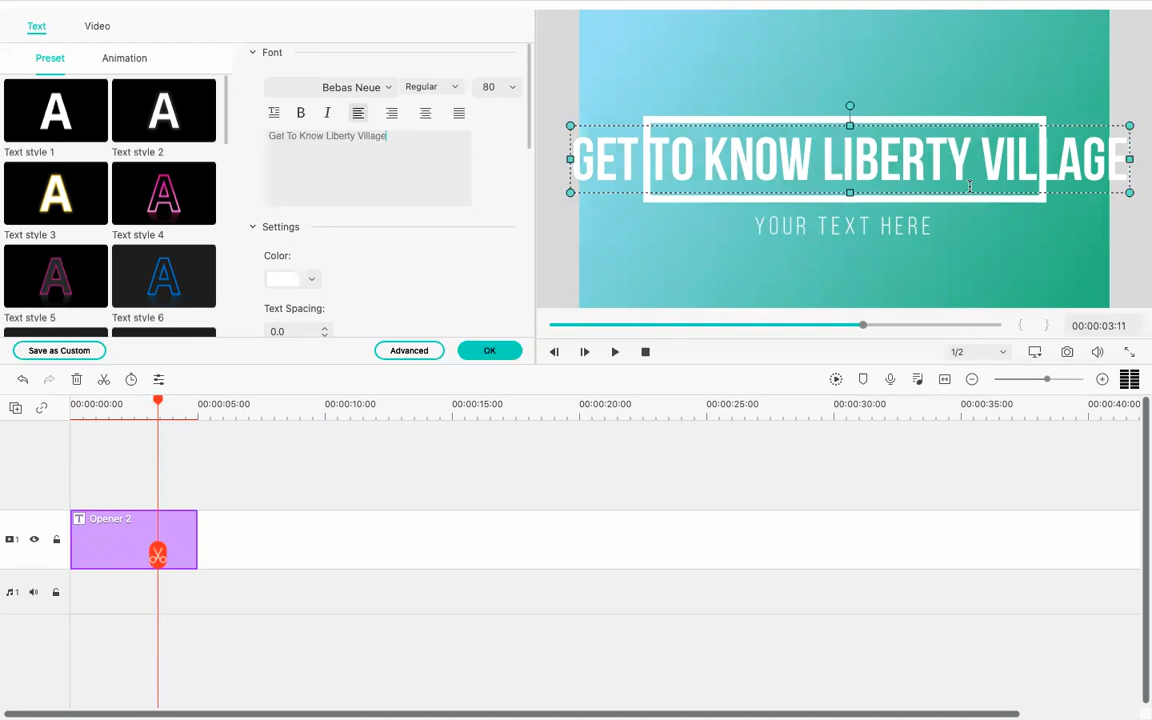 Text Video
Preset Animation
A A
Text style 1 Text style 2
A A
Text style 3 Text style 4
A A
Text style 5 Text style 6
Save as Custom
Font
Bebas Neue Regular 80
T B I
Get To Know Liberty Village
Settings
Color:
Text Spacing:
0.0
Advanced OK
GET TO KNOW LIBERTY VILLAGE
YOUR TEXT HERE
{ } 00:00:03:11
1/2
00:00:00:00 00:00:05:00 00:00:10:00 00:00:15:00 00:00:20:00 00:00:25:00 00:00:30:00 00:00:35:00 00:00:40:00
T Opener 2
1
1